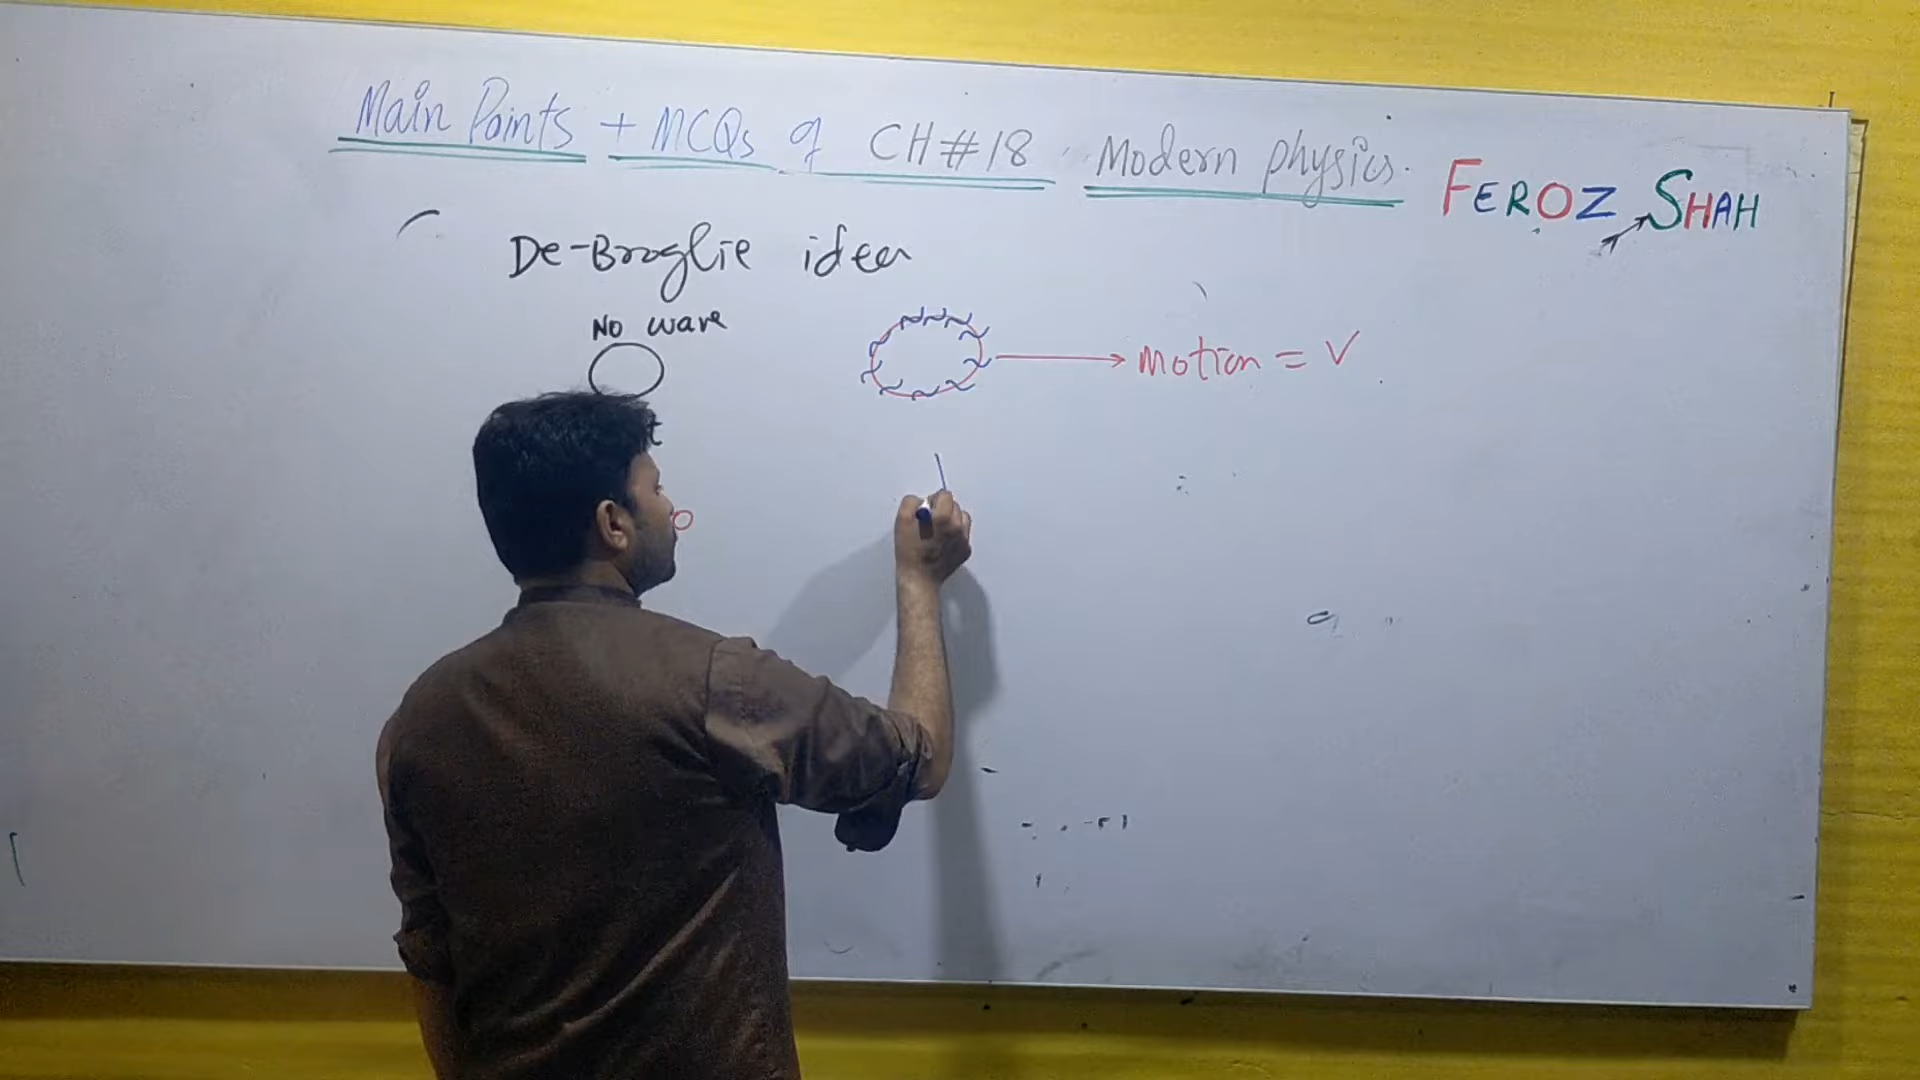 Main Points + MCQs of CH#18 Modern physics.
FEROZ SHAH
De-Broglie idea
No wave
Motion = V